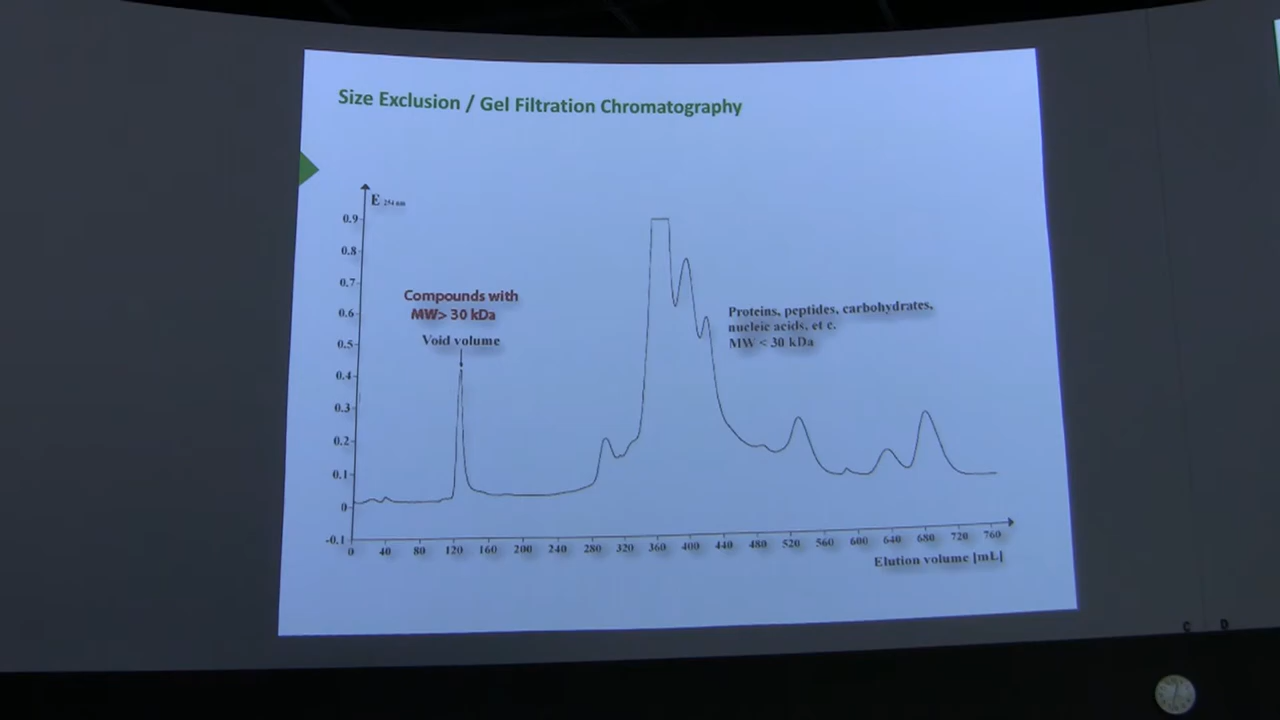 Size Exclusion / Gel Filtration Chromatography
E 254 nm
0.9
0.8
0.7
0.6
0.5
0.4
0.3
0.2
0.1
0
-0.1
Compounds with
MW> 30 kDa
Void volume
Proteins, peptides, carbohydrates,
nucleic acids, et c.
MW < 30 kDa
0 40 80 120 160 200 240 280 320 360 400 440 480 520 560 600 640 680 720 760
Elution volume [mL]
C D